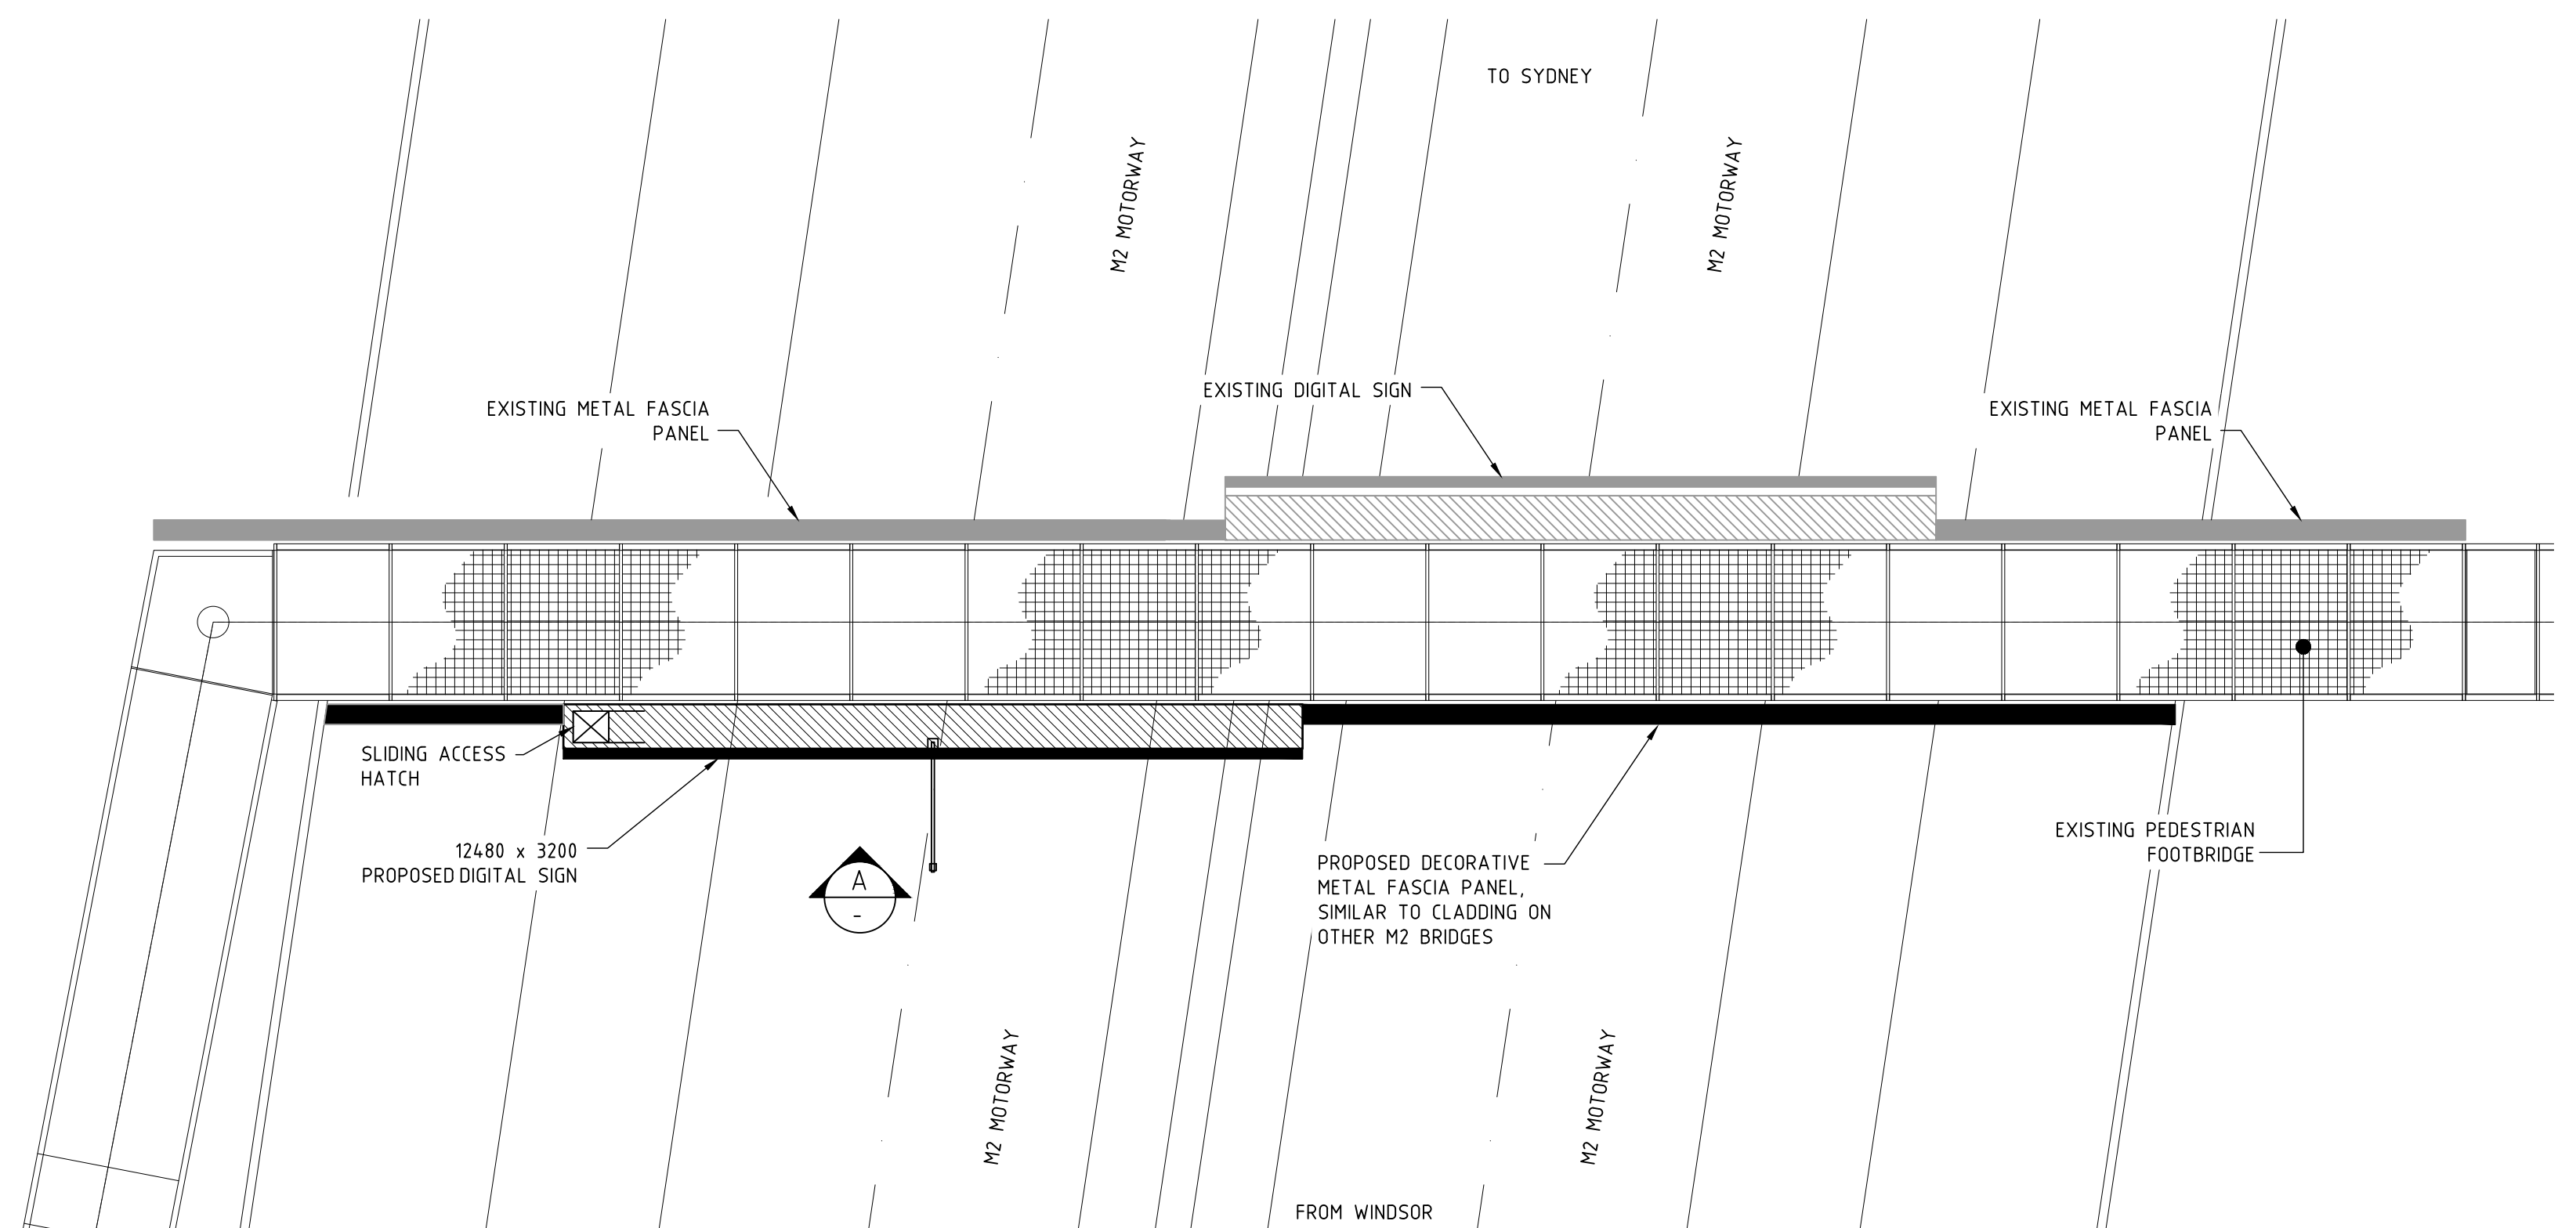 TO SYDNEY
M2 MOTORWAY
M2 MOTORWAY
EXISTING DIGITAL SIGN
EXISTING METAL FASCIA
PANEL
EXISTING METAL FASCIA
PANEL
SLIDING ACCESS
HATCH
12480 x 3200
PROPOSED DIGITAL SIGN
A
-
PROPOSED DECORATIVE
METAL FASCIA PANEL,
SIMILAR TO CLADDING ON
OTHER M2 BRIDGES
EXISTING PEDESTRIAN
FOOTBRIDGE
M2 MOTORWAY
M2 MOTORWAY
FROM WINDSOR